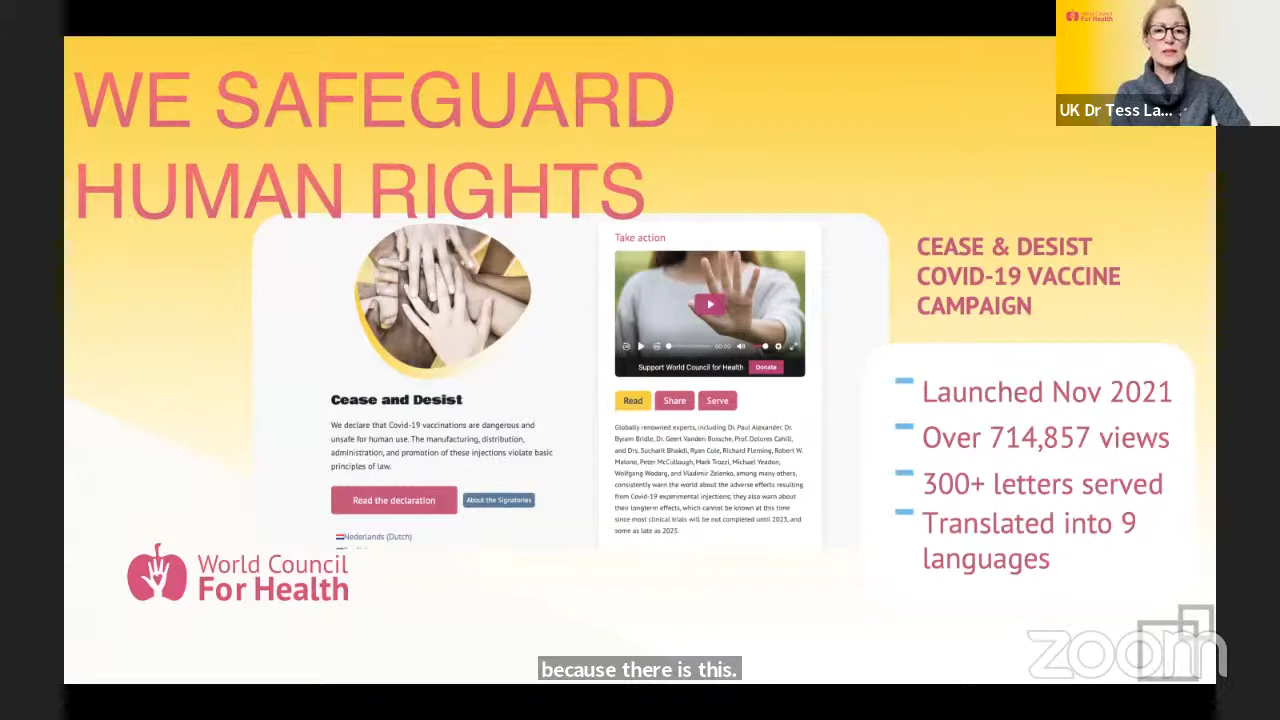 World Council
For Health
UK Dr Tess La...
WE SAFEGUARD
HUMAN RIGHTS
Cease and Desist
We declare that Covid-19 vaccinations are dangerous and
unsafe for human use. The manufacturing, distribution,
administration, and promotion of these injections violate basic
principles of law.
Read the declaration
About the Signatories
Nederlands (Dutch)
Take action
00:00
Support World Council for Health
Donate
Read
Share
Serve
Globally renowned experts, including Dr. Paul Alexander, Dr.
Byram Bridle, Dr. Geert Vanden Bossche, Prof. Dolores Cahill,
and Drs. Sucharit Bhakdi, Ryan Cole, Richard Fleming, Robert W.
Malone, Peter McCullough, Mark Trozzi, Michael Yeadon,
Wolfgang Wodarg, and Vladimir Zelenko, among many others,
consistently warn the world about the adverse effects resulting
from Covid-19 experimental injections; they also warn about
their longterm effects, which cannot be known at this time
since most clinical trials will be not completed until 2023, and
some as late as 2025.
CEASE & DESIST
COVID-19 VACCINE
CAMPAIGN
Launched Nov 2021
Over 714,857 views
300+ letters served
Translated into 9
languages
World Council
For Health
zoom
because there is this.